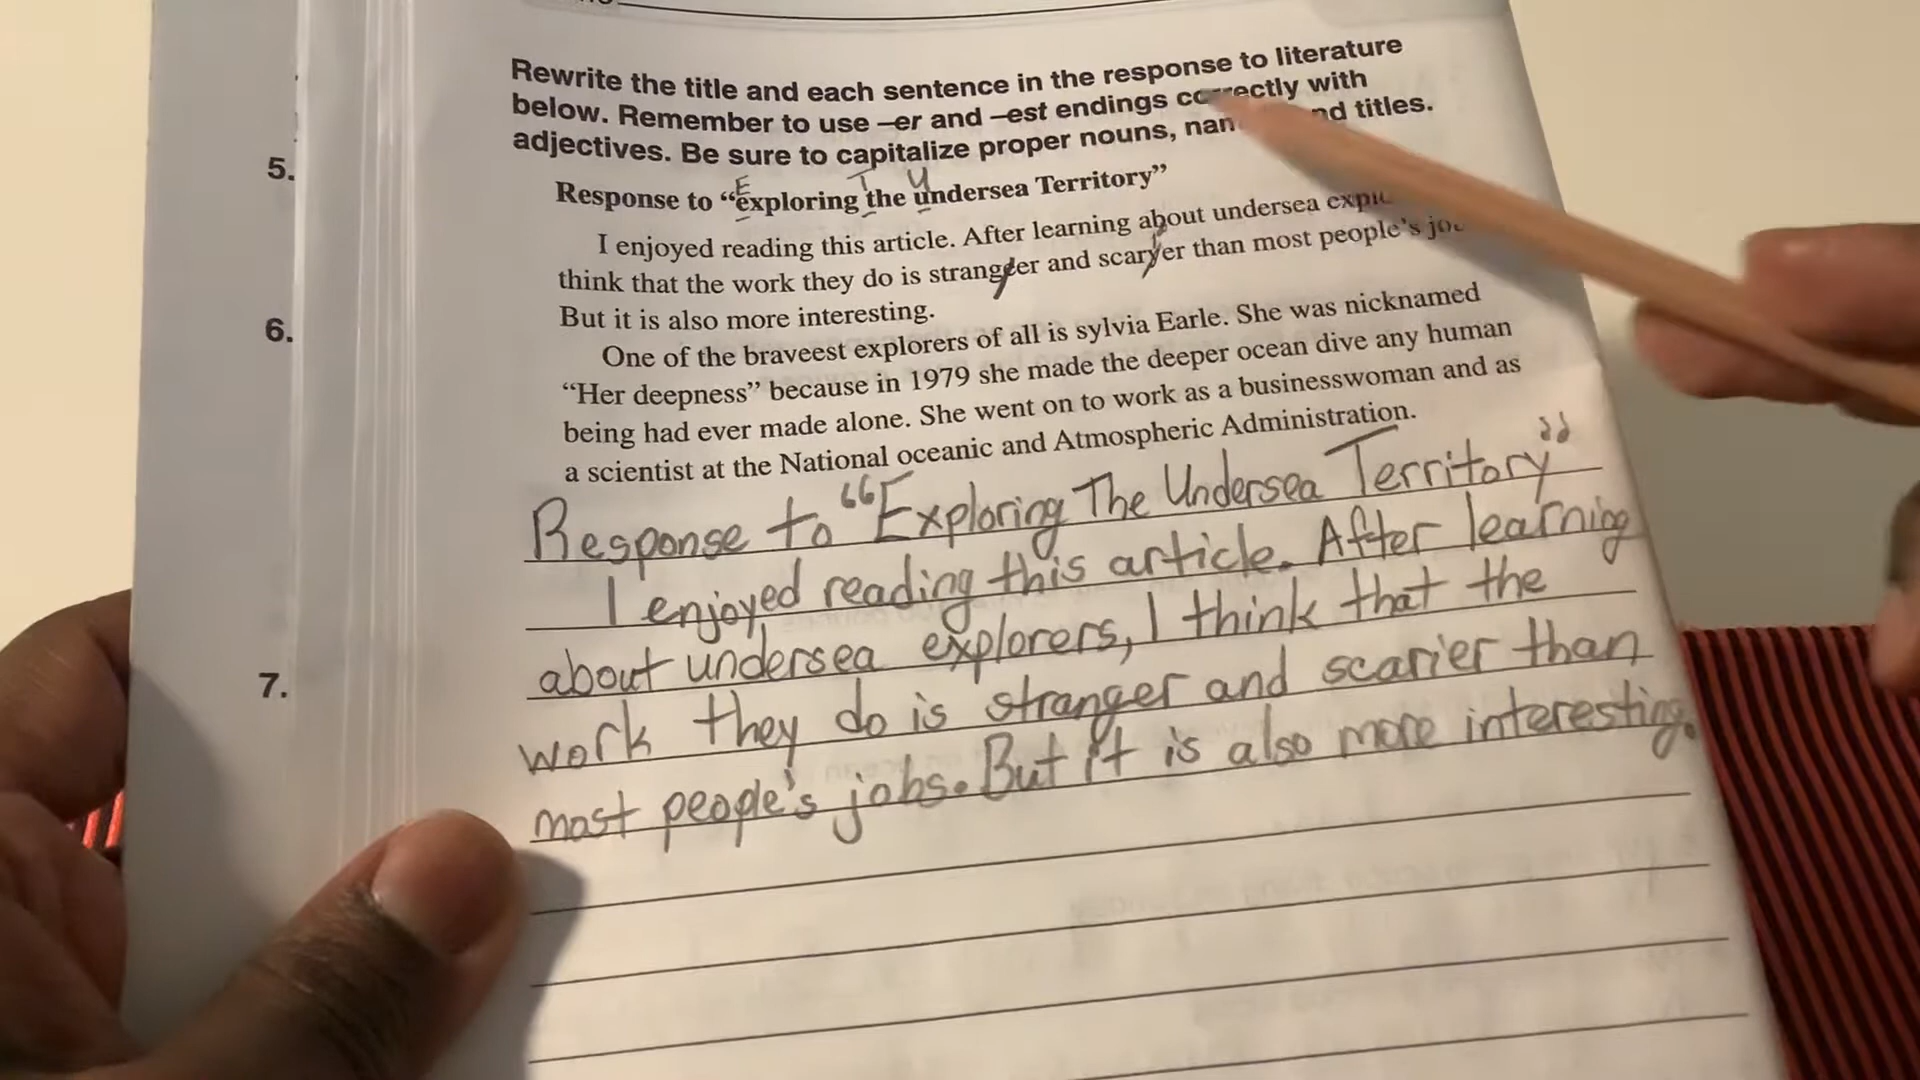 Rewrite the title and each sentence in the response to literature
below. Remember to use –er and –est endings correctly with
adjectives. Be sure to capitalize proper nouns, nd titles.
5.
E T U
Response to “exploring the undersea Territory”
I enjoyed reading this article. After learning about undersea
think that the work they do is strangeer and scaryer than most people’s
But it is also more interesting.
6.
One of the braveest explorers of all is sylvia Earle. She was nicknamed
“Her deepness” because in 1979 she made the deeper ocean dive any human
being had ever made alone. She went on to work as a businesswoman and as
a scientist at the National oceanic and Atmospheric Administration.
Response to “Exploring The Undersea Territory”
I enjoyed reading this article. After learning
about undersea explorers, I think that the
7.
work they do is stranger and scarier than
most people's jobs. But it is also more interesting.